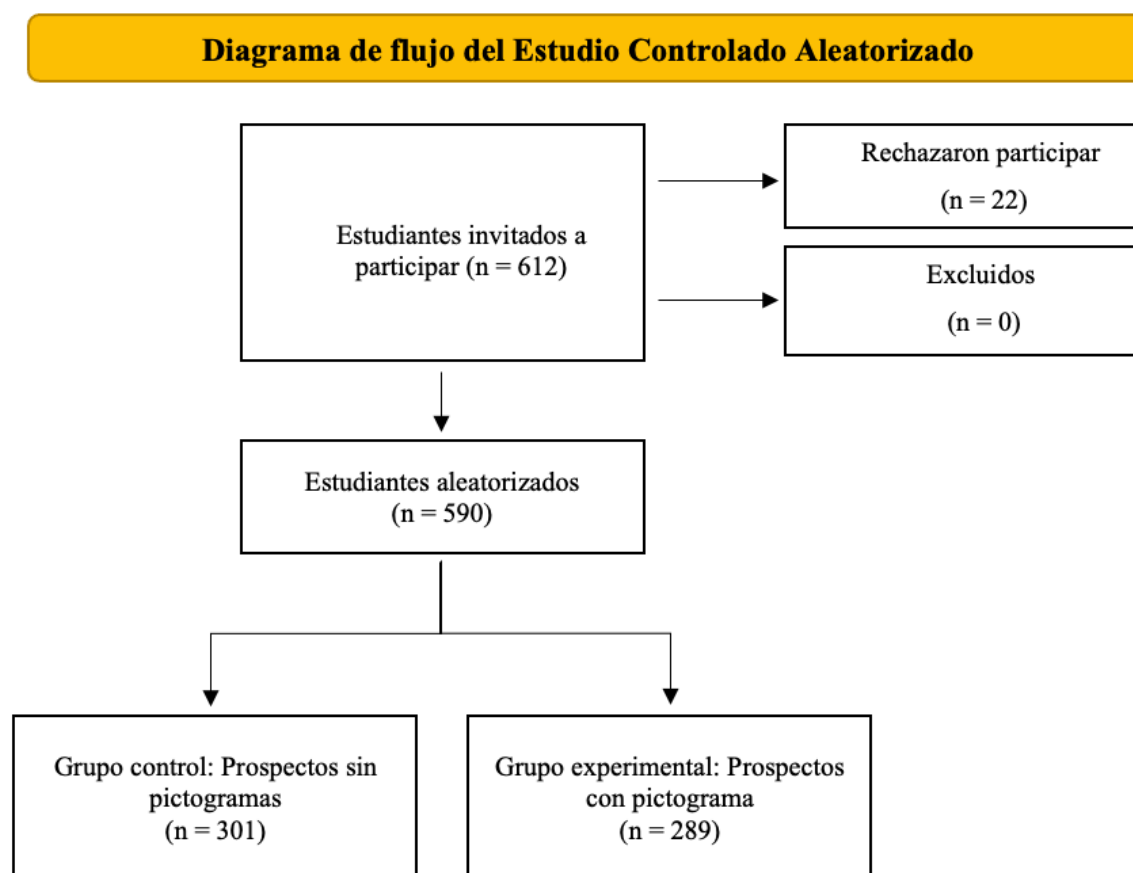 Diagrama de flujo del Estudio Controlado Aleatorizado
Rechazaron participar
(n = 22)
Estudiantes invitados a
participar (n = 612)
Excluidos
(n = 0)
Estudiantes aleatorizados
(n = 590)
Grupo control: Prospectos sin
pictogramas
(n = 301)
Grupo experimental: Prospectos
con pictograma
(n = 289)